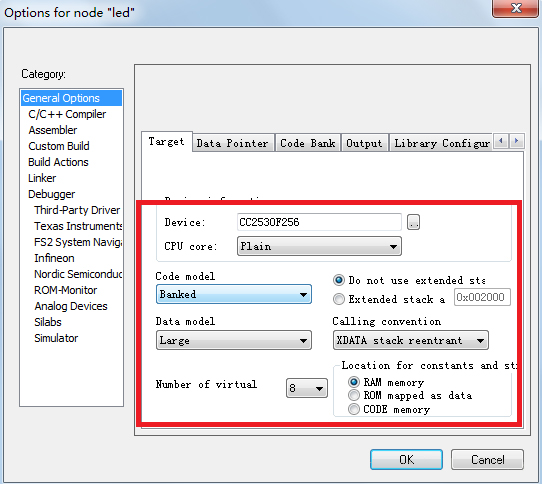 Options for node "led"
Category:
General Options
C/C++ Compiler
Assembler
Custom Build
Build Actions
Linker
Debugger
Third-Party Driver
Texas Instruments
FS2 System Naviga
Infineon
Nordic Semiconduc
ROM-Monitor
Analog Devices
Silabs
Simulator
Target Data Pointer Code Bank Output Library Configur
Device: CC2530F256 ...
CPU core: Plain
Code model
Banked
Do not use extended sta
Extended stack a 0x002000
Data model
Large
Calling convention
XDATA stack reentrant
Number of virtual 8
Location for constants and st
RAM memory
ROM mapped as data
CODE memory
OK Cancel